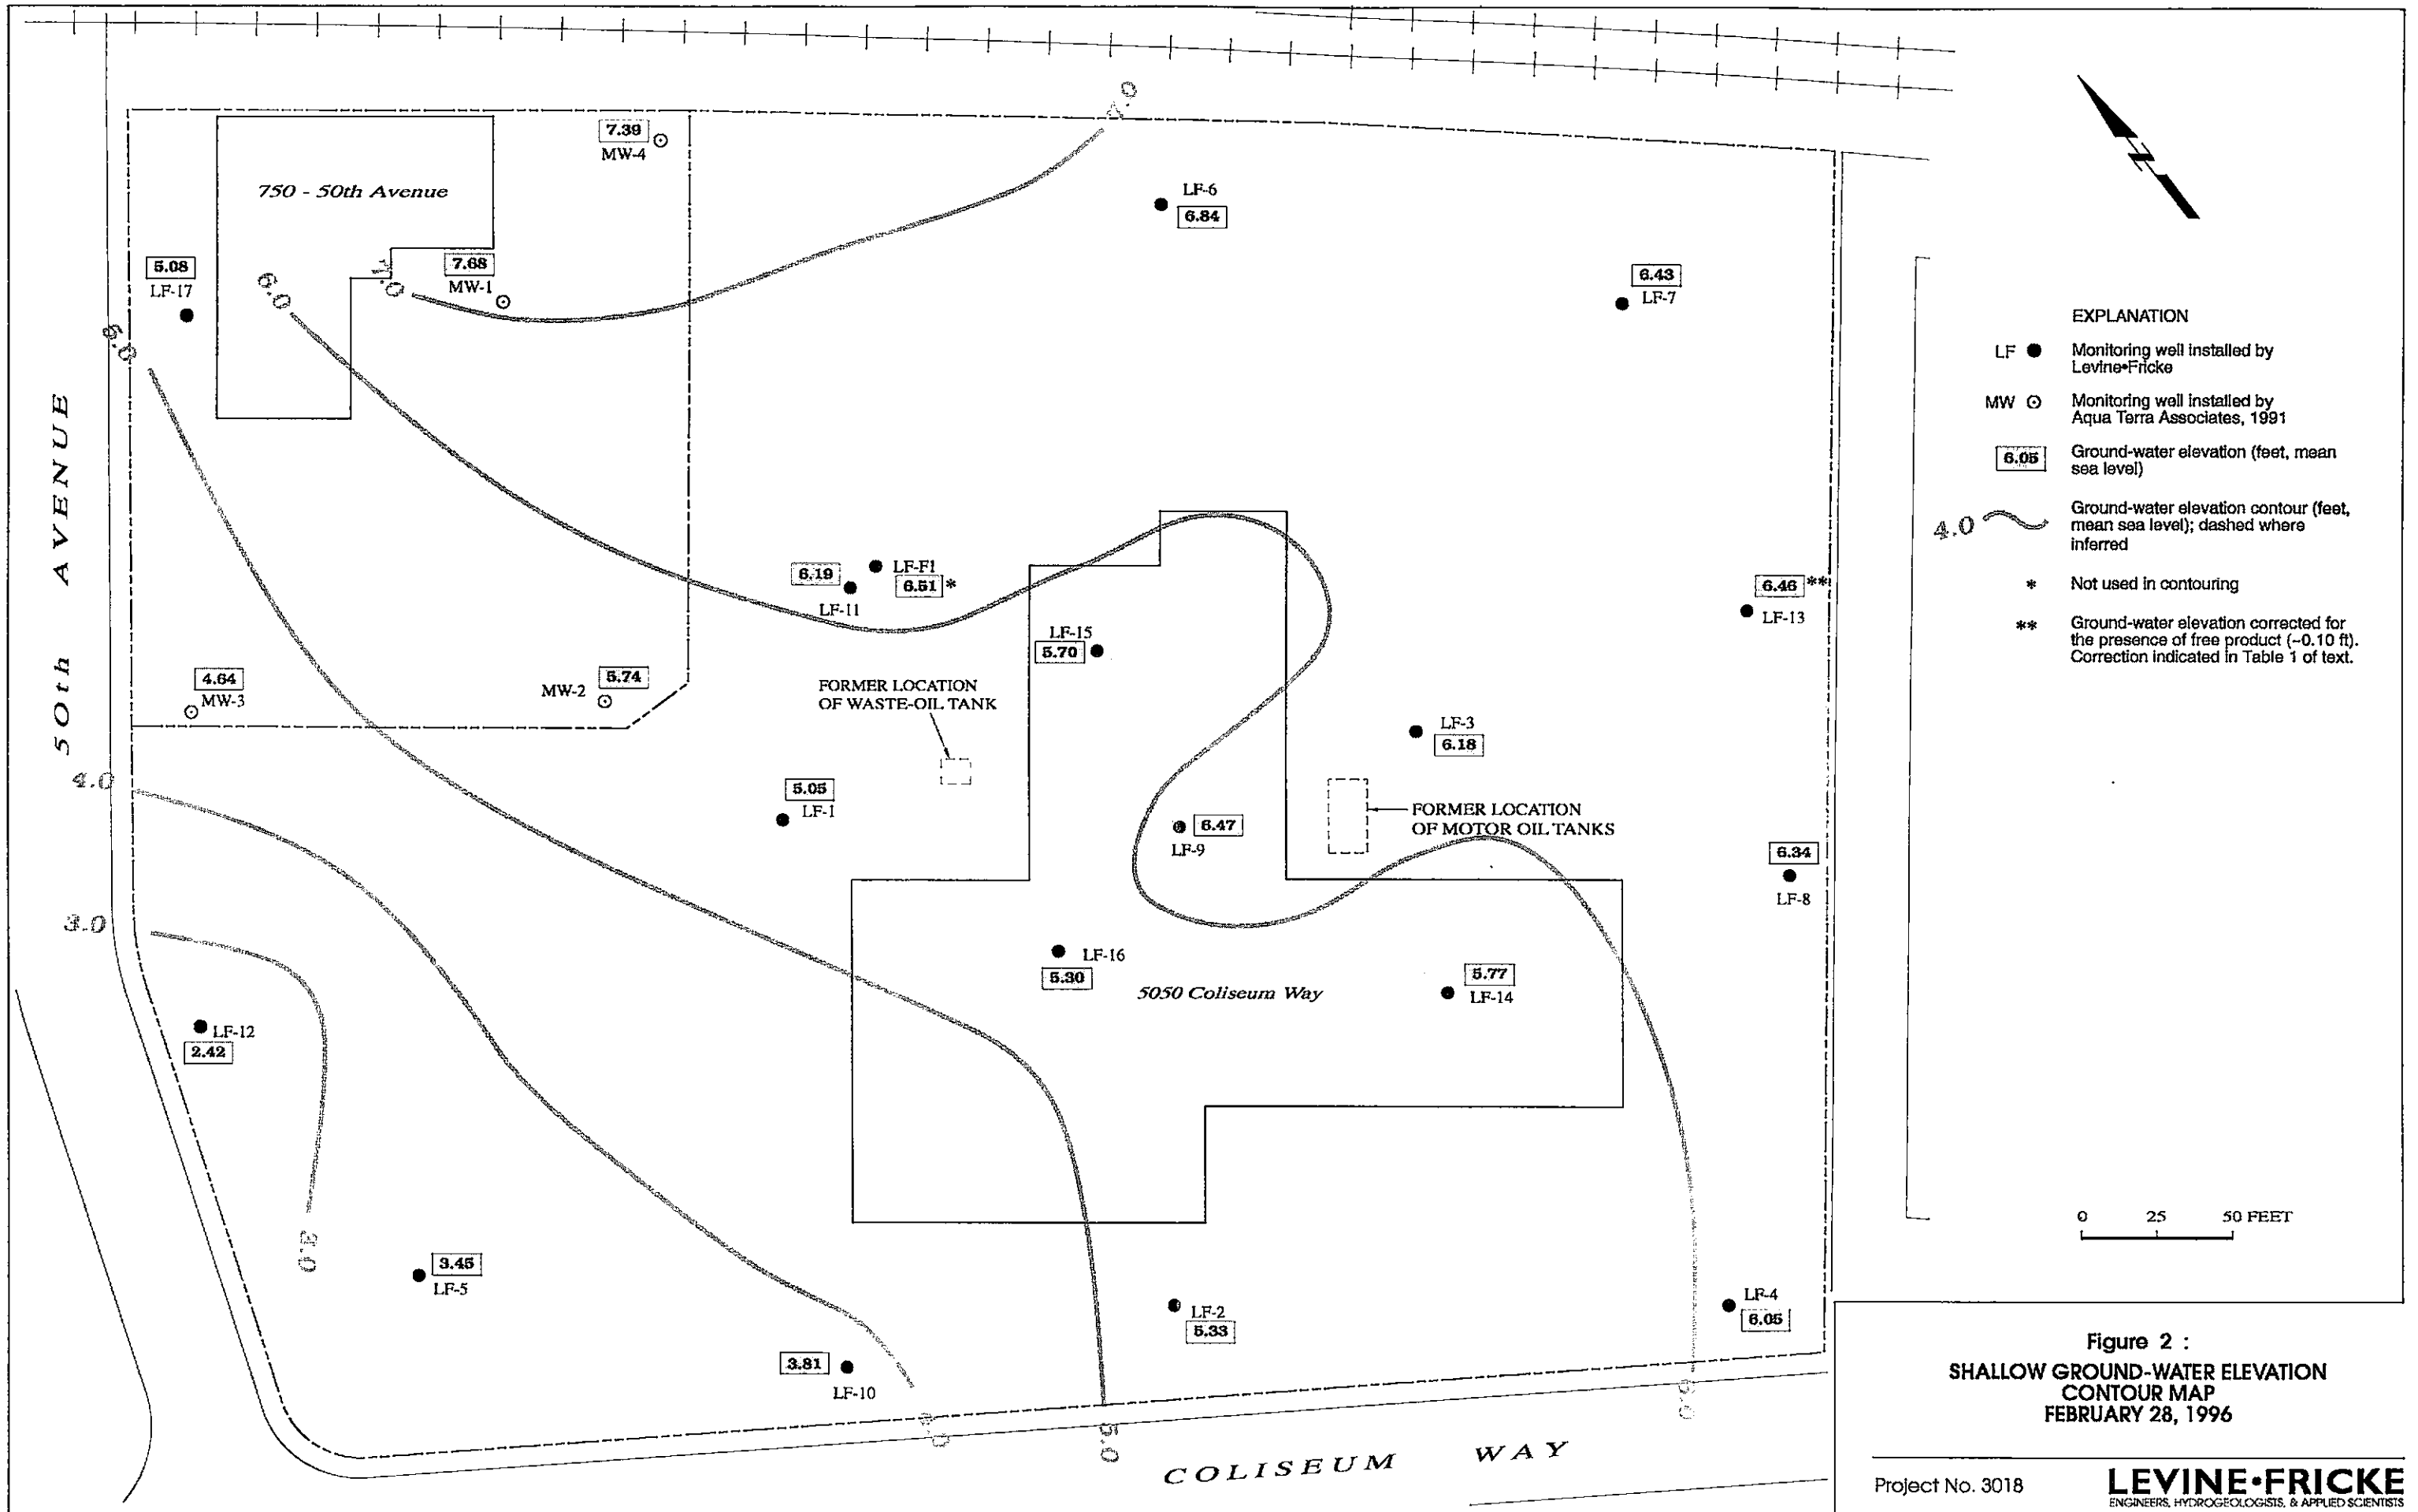 7.0
7.39
MW-4
750 - 50th Avenue
LF-6
6.84
5.08
LF-17
6.0
7.0
7.68
MW-1
6.43
LF-7
5.0
50th AVENUE
6.19
LF-11
LF-F1
6.51 *
LF-15
5.70
6.46 **
LF-13
4.64
MW-3
MW-2
5.74
FORMER LOCATION
OF WASTE-OIL TANK
LF-3
6.18
4.0
5.05
LF-1
6.47
LF-9
FORMER LOCATION
OF MOTOR OIL TANKS
6.34
LF-8
3.0
LF-16
5.30
5050 Coliseum Way
5.77
LF-14
LF-12
2.42
3.0
3.45
LF-5
LF-2
5.33
LF-4
6.05
3.81
LF-10
4.0
5.0
6.0
COLISEUM WAY
EXPLANATION
LF
Monitoring well installed by
Levine•Fricke
MW
Monitoring well installed by
Aqua Terra Associates, 1991
6.05
Ground-water elevation (feet, mean
sea level)
4.0
Ground-water elevation contour (feet,
mean sea level); dashed where
inferred
*
Not used in contouring
**
Ground-water elevation corrected for
the presence of free product (~0.10 ft).
Correction indicated in Table 1 of text.
0 25 50 FEET
Figure 2 :
SHALLOW GROUND-WATER ELEVATION
CONTOUR MAP
FEBRUARY 28, 1996
Project No. 3018
LEVINE•FRICKE
ENGINEERS, HYDROGEOLOGISTS, & APPLIED SCIENTISTS